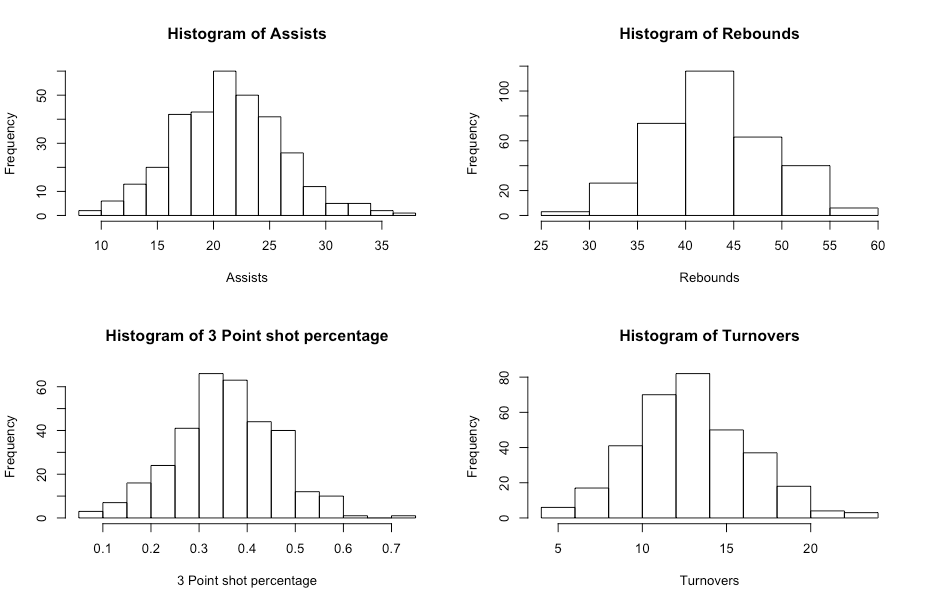 Histogram of Assists
Frequency
10 30 50
0
10 15 20 25 30 35
Assists
Histogram of Rebounds
Frequency
0 20 60 100
25 30 35 40 45 50 55 60
Rebounds
Histogram of 3 Point shot percentage
Frequency
0 20 40 60
0.1 0.2 0.3 0.4 0.5 0.6 0.7
3 Point shot percentage
Histogram of Turnovers
Frequency
0 20 40 60 80
5 10 15 20
Turnovers